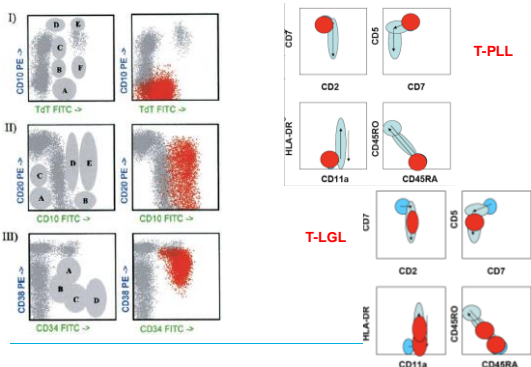 I)
CD10 PE ->
D
E
C
B
F
A
TdT FITC ->
CD10 PE ->
TdT FITC ->
II)
CD20 PE ->
C
D
E
A
B
CD10 FITC ->
CD20 PE ->
CD10 FITC ->
III)
CD38 PE ->
A
B
C
D
CD34 FITC ->
CD38 PE ->
CD34 FITC ->
CD7
CD2
CD5
CD7
T-PLL
HLA-DR
CD11a
CD45RO
CD45RA
T-LGL
CD7
CD2
CD5
CD7
HLA-DR
CD11a
CD45RO
CD45RA